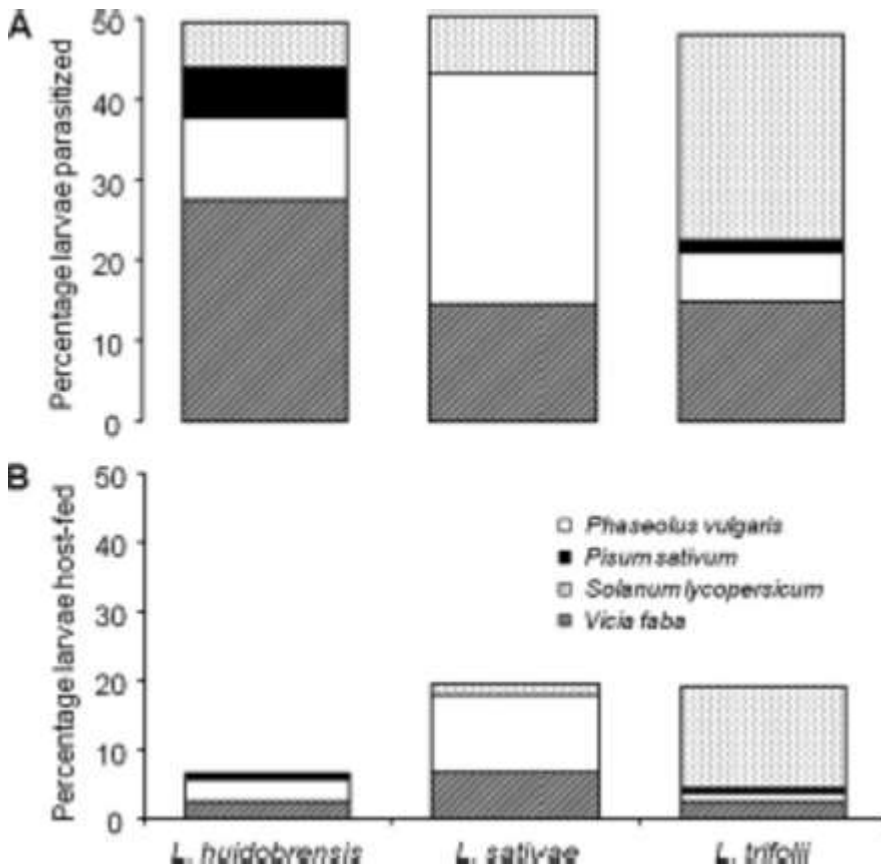 A
Percentage larvae parasitized
50
40
30
20
10
0
B
Percentage larvae host-fed
50
40
30
20
10
0
Phaseolus vulgaris
Pisum sativum
Solanum lycopersicum
Vicia faba
L. huidobrensis
L. sativae
L. trifolii